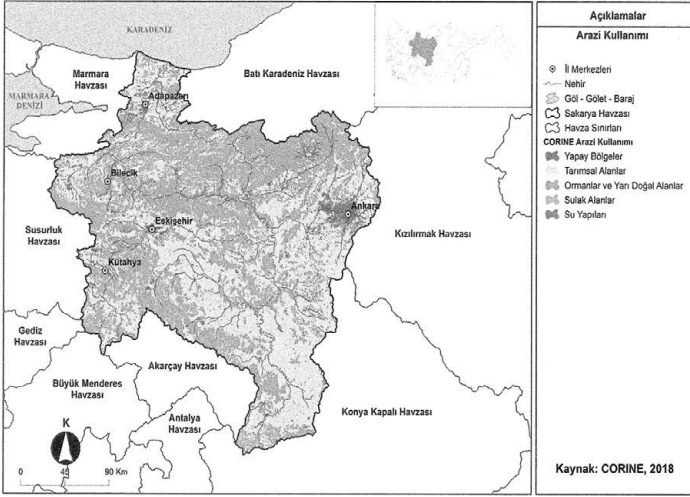 KARADENİZ
Marmara
Havzası
Batı Karadeniz Havzası
MARMARA
DENİZİ
Adapazarı
Bilecik
Ankara
Eskişehir
Susurluk
Havzası
Kızılırmak Havzası
Kütahya
Gediz
Havzası
Akarçay Havzası
Büyük Menderes
Havzası
Antalya
Havzası
Konya Kapalı Havzası
K
0 45 90 Km
Açıklamalar
Arazi Kullanımı
İl Merkezleri
Nehir
Göl - Gölet - Baraj
Sakarya Havzası
Havza Sınırları
CORINE Arazi Kullanımı
Yapay Bölgeler
Tarımsal Alanlar
Ormanlar ve Yarı Doğal Alanlar
Sulak Alanlar
Su Yapıları
Kaynak: CORINE, 2018